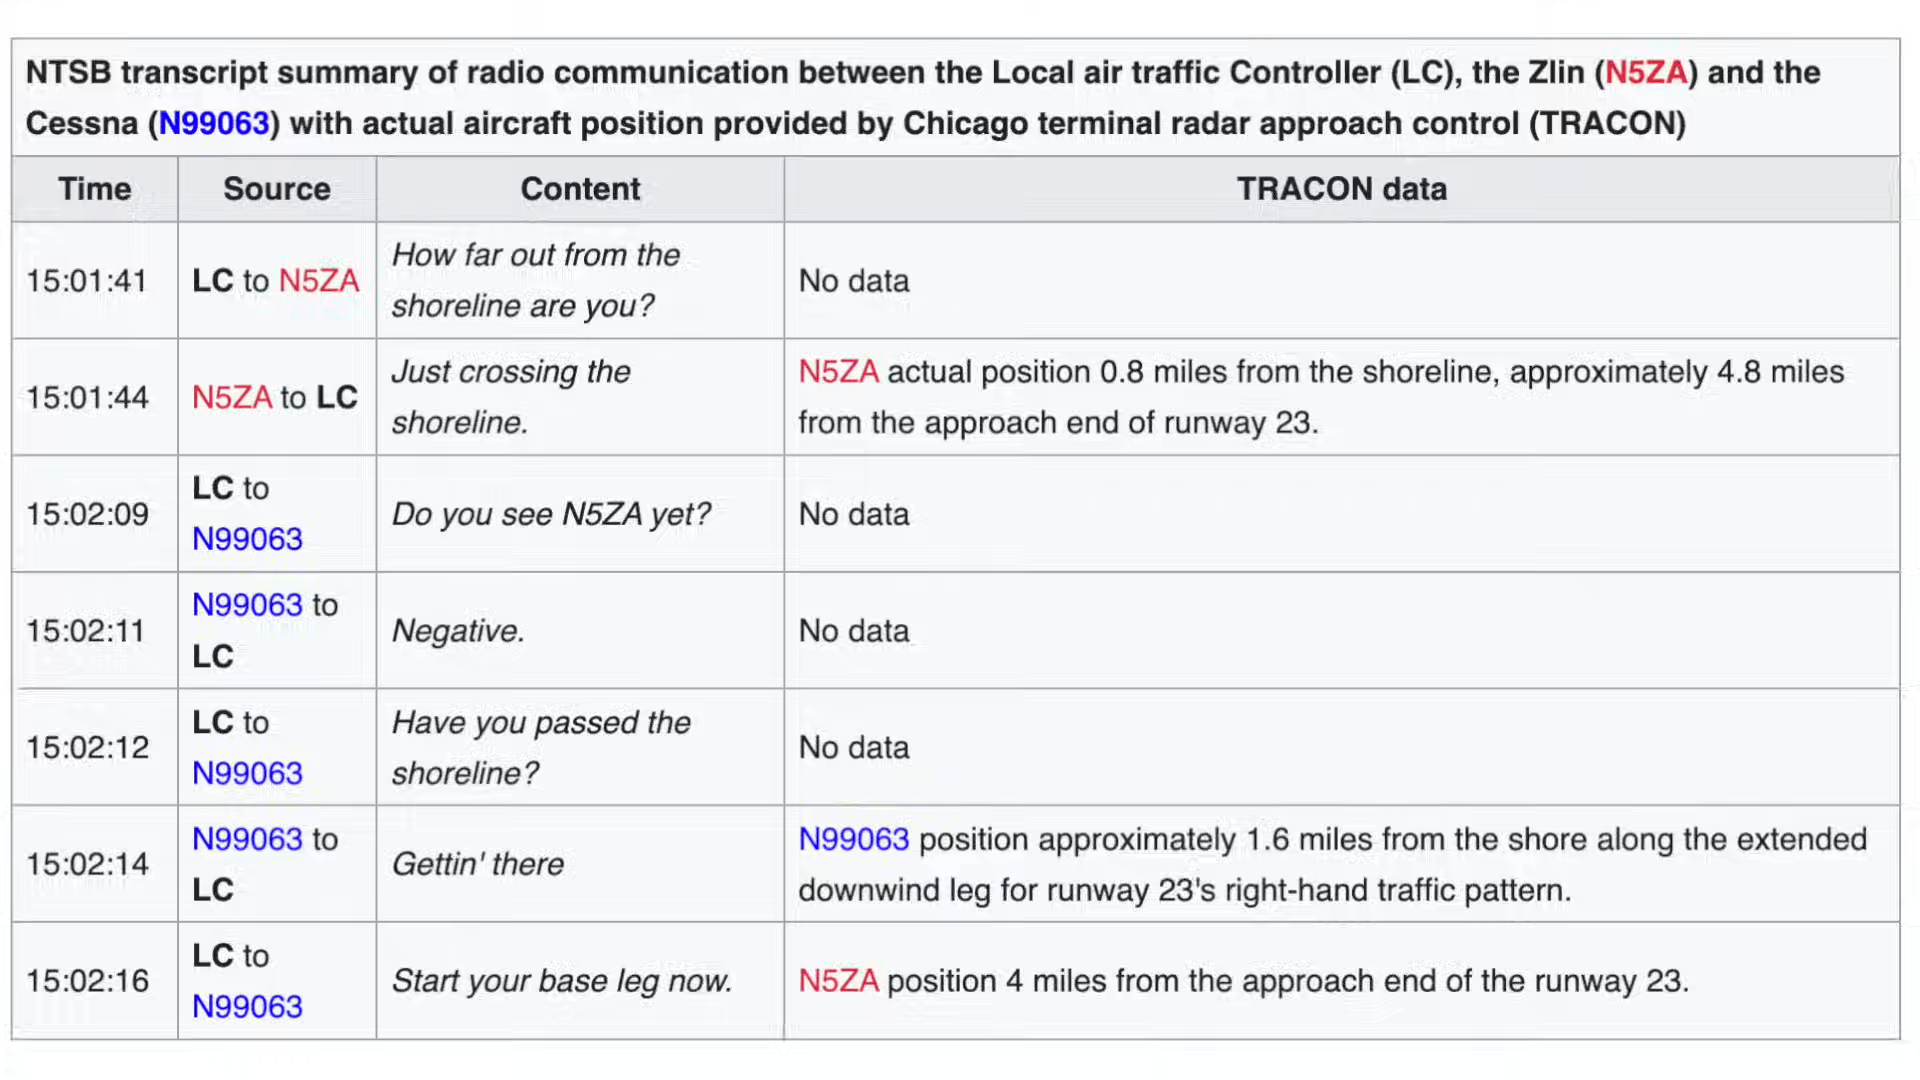 NTSB transcript summary of radio communication between the Local air traffic Controller (LC), the Zlin (N5ZA) and the
Cessna (N99063) with actual aircraft position provided by Chicago terminal radar approach control (TRACON)
Time Source Content TRACON data
15:01:41 LC to N5ZA How far out from the
shoreline are you? No data
15:01:44 N5ZA to LC Just crossing the
shoreline. N5ZA actual position 0.8 miles from the shoreline, approximately 4.8 miles
from the approach end of runway 23.
15:02:09 LC to
N99063 Do you see N5ZA yet? No data
15:02:11 N99063 to
LC Negative. No data
15:02:12 LC to
N99063 Have you passed the
shoreline? No data
15:02:14 N99063 to
LC Gettin' there N99063 position approximately 1.6 miles from the shore along the extended
downwind leg for runway 23's right-hand traffic pattern.
15:02:16 LC to
N99063 Start your base leg now. N5ZA position 4 miles from the approach end of the runway 23.